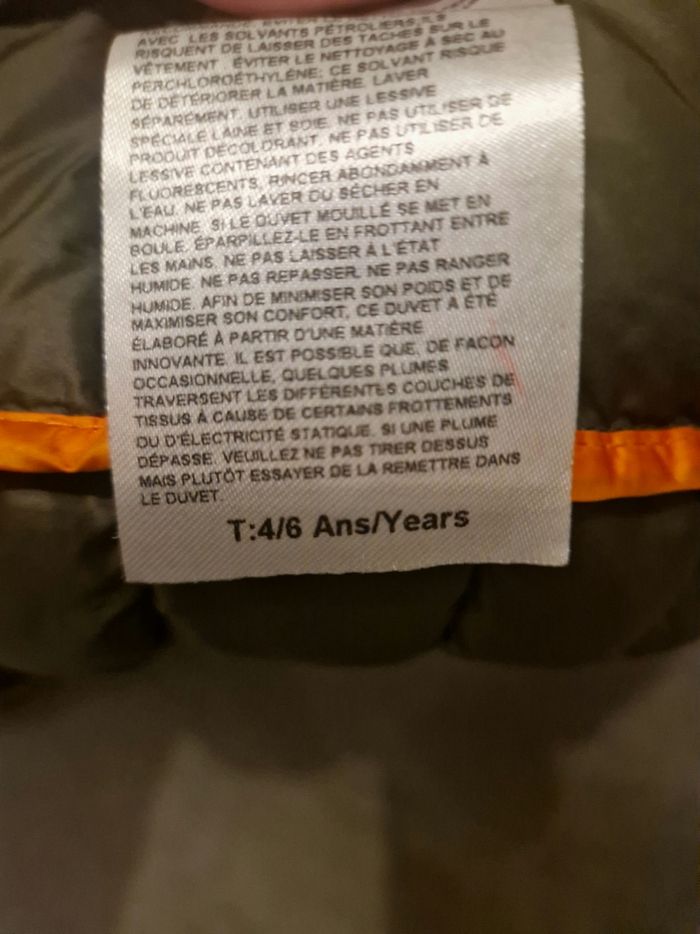 AVEC LES SOLVANTS PÉTROLIERS, ILS
RISQUENT DE LAISSER DES TACHES SUR LE
VÊTEMENT. ÉVITER LE NETTOYAGE À SEC AU
PERCHLOROÉTHYLÈNE; CE SOLVANT RISQUE
DE DÉTÉRIORER LA MATIÈRE. LAVER
SÉPARÉMENT. UTILISER UNE LESSIVE
SPÉCIALE LAINE ET SOIE. NE PAS UTILISER DE
PRODUIT DÉCOLORANT. NE PAS UTILISER DE
LESSIVE CONTENANT DES AGENTS
FLUORESCENTS. RINCER ABONDAMMENT À
L'EAU. NE PAS LAVER OU SÉCHER EN
MACHINE. SI LE DUVET MOUILLÉ SE MET EN
BOULE, ÉPARPILLEZ-LE EN FROTTANT ENTRE
LES MAINS. NE PAS LAISSER À L'ÉTAT
HUMIDE. NE PAS REPASSER. NE PAS RANGER
HUMIDE. AFIN DE MINIMISER SON POIDS ET DE
MAXIMISER SON CONFORT, CE DUVET A ÉTÉ
ÉLABORÉ À PARTIR D'UNE MATIÈRE
INNOVANTE. IL EST POSSIBLE QUE, DE FACON
OCCASIONNELLE, QUELQUES PLUMES
TRAVERSENT LES DIFFÉRENTES COUCHES DE
TISSUS À CAUSE DE CERTAINS FROTTEMENTS
OU D'ÉLECTRICITÉ STATIQUE. SI UNE PLUME
DÉPASSE, VEUILLEZ NE PAS TIRER DESSUS
MAIS PLUTÔT ESSAYER DE LA REMETTRE DANS
LE DUVET.
T:4/6 Ans/Years